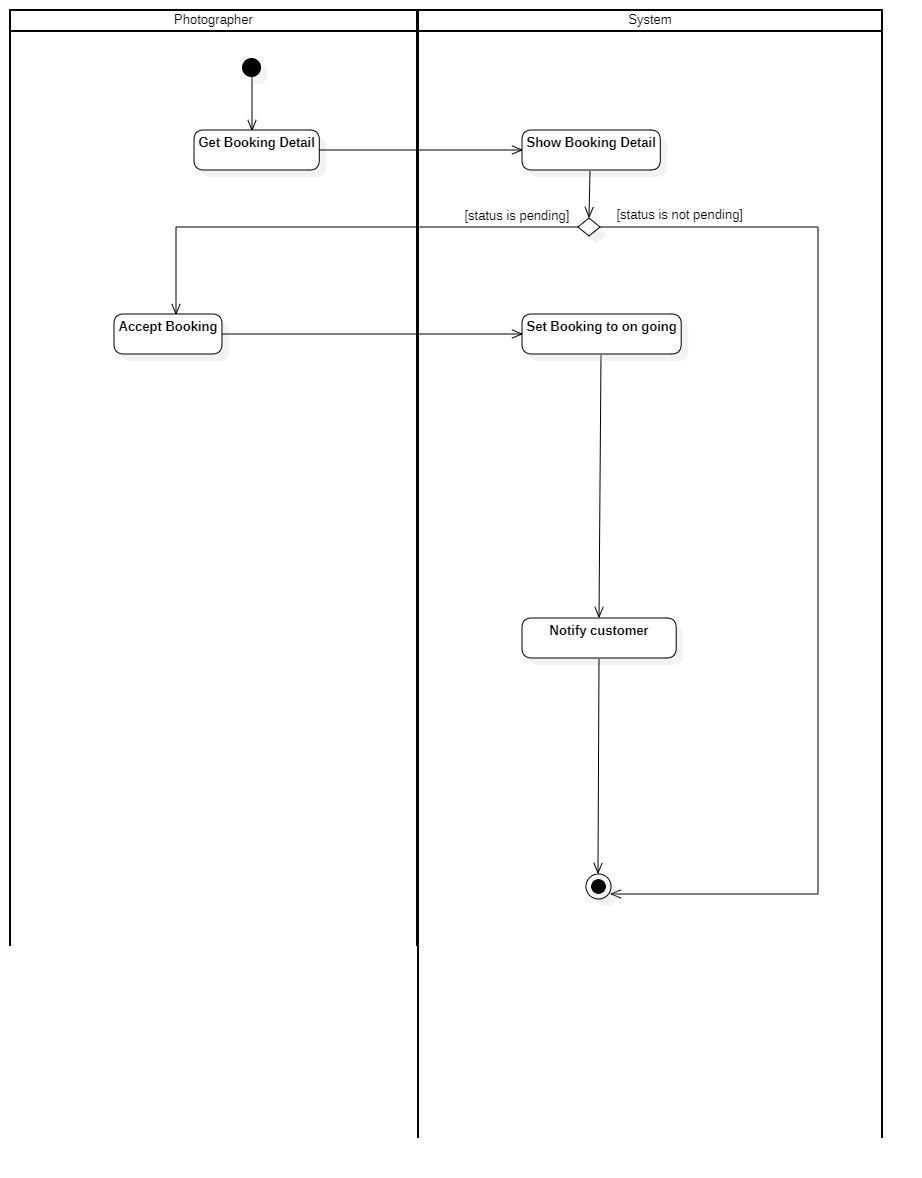 Photographer
System
Get Booking Detail
Show Booking Detail
[status is pending]
[status is not pending]
Accept Booking
Set Booking to on going
Notify customer